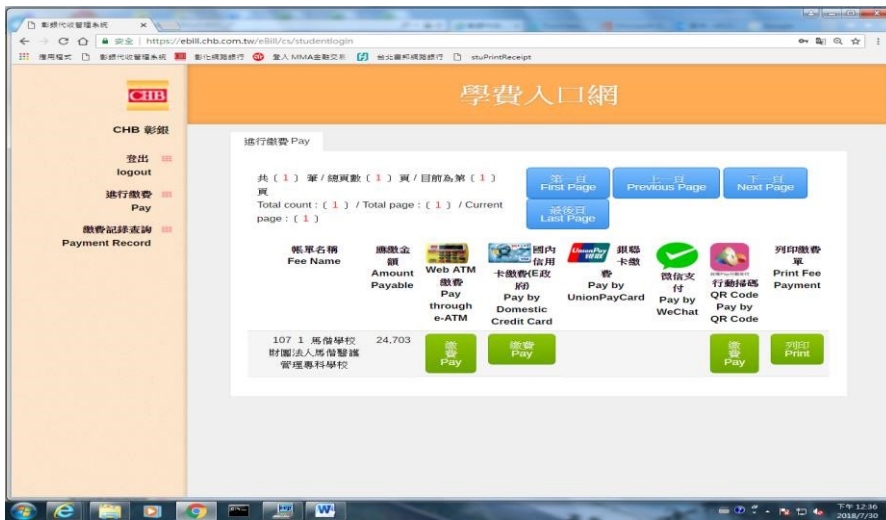 彰銀代收管理系統
安全 | https://ebill.chb.com.tw/eBill/cs/studentlogin
應用程式 彰銀代收管理系統 彰化網路銀行 登入 MMA金融交易 台北富邦網路銀行 stuPrintReceipt
CHB
學費入口網
CHB 彰銀
登出
logout
進行繳費
Pay
繳費記錄查詢
Payment Record
進行繳費 Pay
共 ( 1 ) 筆 / 總頁數 ( 1 ) 頁 / 目前為第 ( 1 )
頁
Total count : ( 1 ) / Total page : ( 1 ) / Current
page : ( 1 )
第一頁
First Page
上一頁
Previous Page
下一頁
Next Page
最後頁
Last Page
帳單名稱
Fee Name
應繳金
額
Amount
Payable
Web ATM
繳費
Pay
through
e-ATM
國內
信用
卡繳費(E政
府)
Pay by
Domestic
Credit Card
UnionPay
銀聯
卡繳
費
Pay by
UnionPayCard
微信支
付
Pay by
WeChat
行動掃碼
QR Code
Pay by
QR Code
列印繳費
單
Print Fee
Payment
107 1 馬偕學校
財團法人馬偕醫護
管理專科學校
24,703
繳
費
Pay
繳費
Pay
繳
費
Pay
列印
Print
下午 12:36
2018/7/30